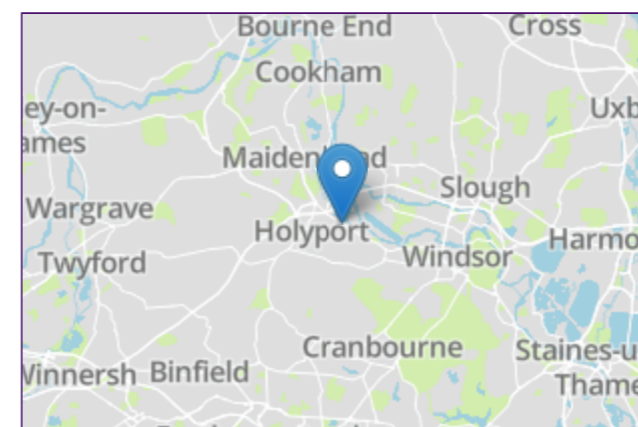 Bourne End
Cross
Cookham
ey-on-
ames
Uxb
Slough
Wargrave
Holyport
Harmo
Twyford
Windsor
Cranbourne
Staines-u
Winnersh
Binfield
Thame